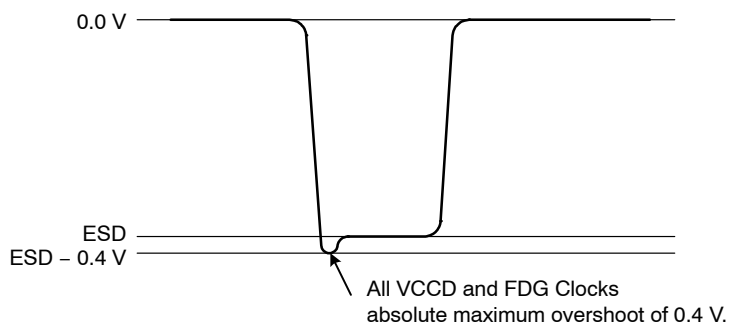 0.0 V
ESD
ESD − 0.4 V
All VCCD and FDG Clocks
absolute maximum overshoot of 0.4 V.